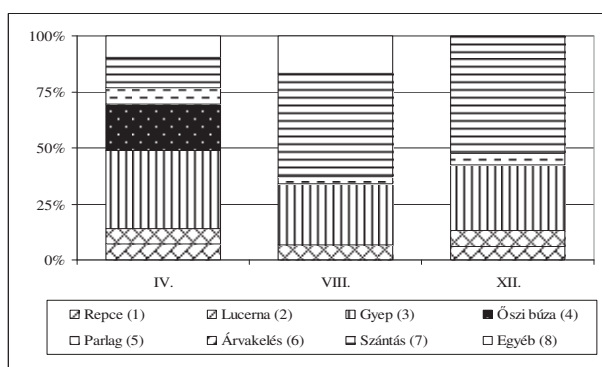 100%
75%
50%
25%
0%
IV. VIII. XII.
Repce (1) Lucerna (2) Gyep (3) Őszi búza (4)
Parlag (5) Árvakelés (6) Szántás (7) Egyéb (8)